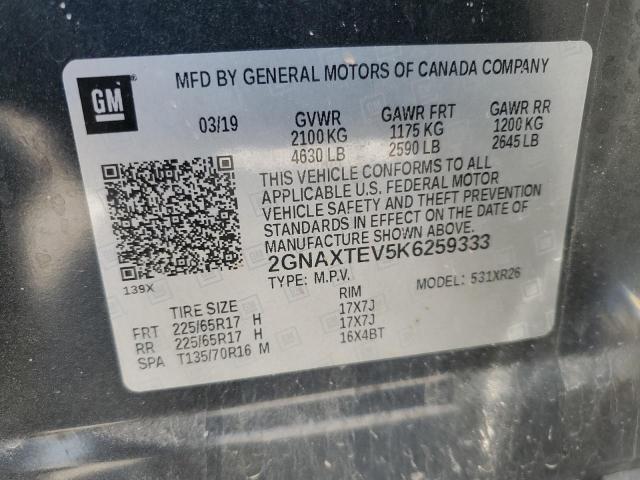 GM
MFD BY GENERAL MOTORS OF CANADA COMPANY
03/19 GVWR GAWR FRT GAWR RR
2100 KG 1175 KG 1200 KG
4630 LB 2590 LB 2645 LB
THIS VEHICLE CONFORMS TO ALL
APPLICABLE U.S. FEDERAL MOTOR
VEHICLE SAFETY AND THEFT PREVENTION
STANDARDS IN EFFECT ON THE DATE OF
MANUFACTURE SHOWN ABOVE.
2GNAXTEV5K6259333
139X TYPE: M.P.V. MODEL: 531XR26
TIRE SIZE RIM
FRT 225/65R17 H 17X7J
RR 225/65R17 H 17X7J
SPA T135/70R16 M 16X4BT